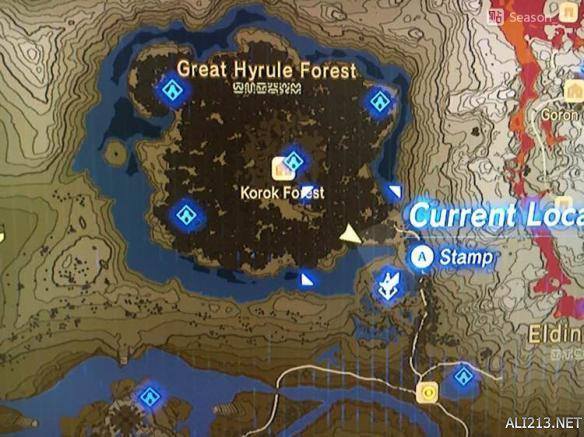 Season
Great Hyrule Forest
Goron
Korok Forest
Current Loca
A Stamp
Eldin
ALI213.NET